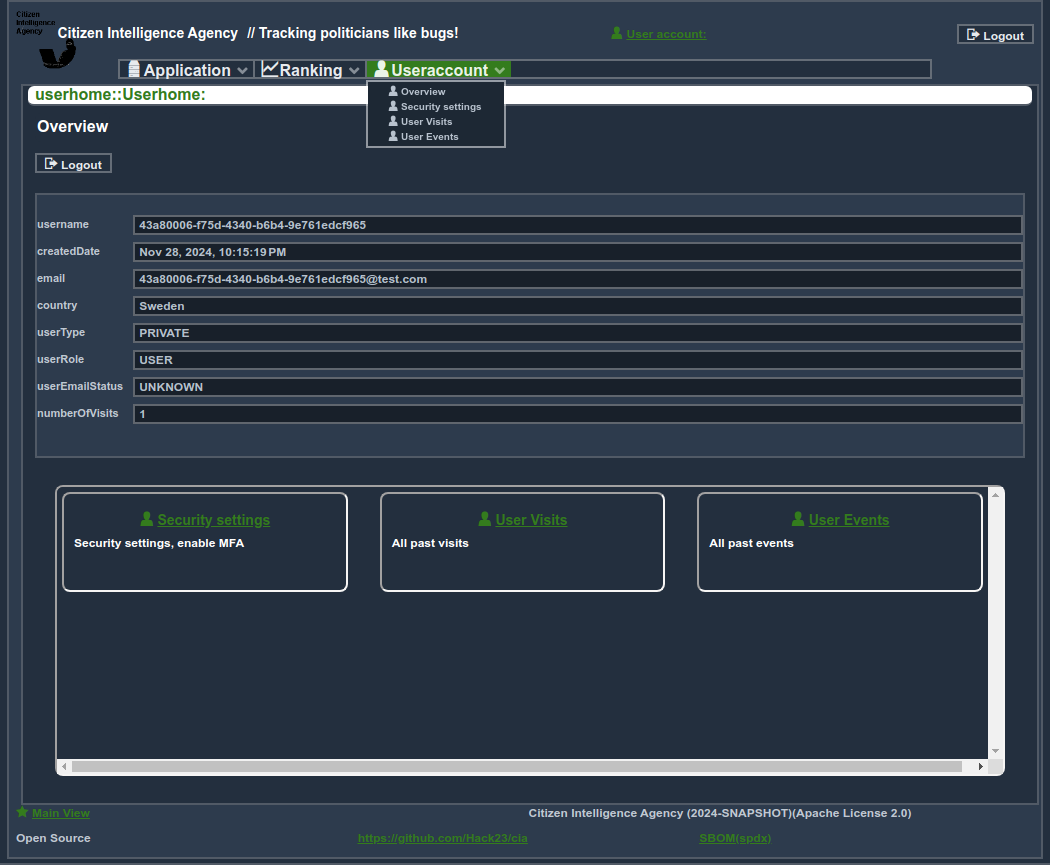 Citizen
Intelligence
Agency
Citizen Intelligence Agency // Tracking politicians like bugs!
User account:
Logout
Application
Ranking
Useraccount
userhome::Userhome:
Overview
Security settings
User Visits
User Events
Overview
Logout
username 43a80006-f75d-4340-b6b4-9e761edcf965
createdDate Nov 28, 2024, 10:15:19 PM
email 43a80006-f75d-4340-b6b4-9e761edcf965@test.com
country Sweden
userType PRIVATE
userRole USER
userEmailStatus UNKNOWN
numberOfVisits 1
Security settings
Security settings, enable MFA
User Visits
All past visits
User Events
All past events
Main View
Citizen Intelligence Agency (2024-SNAPSHOT)(Apache License 2.0)
Open Source
https://github.com/Hack23/cia
SBOM(spdx)